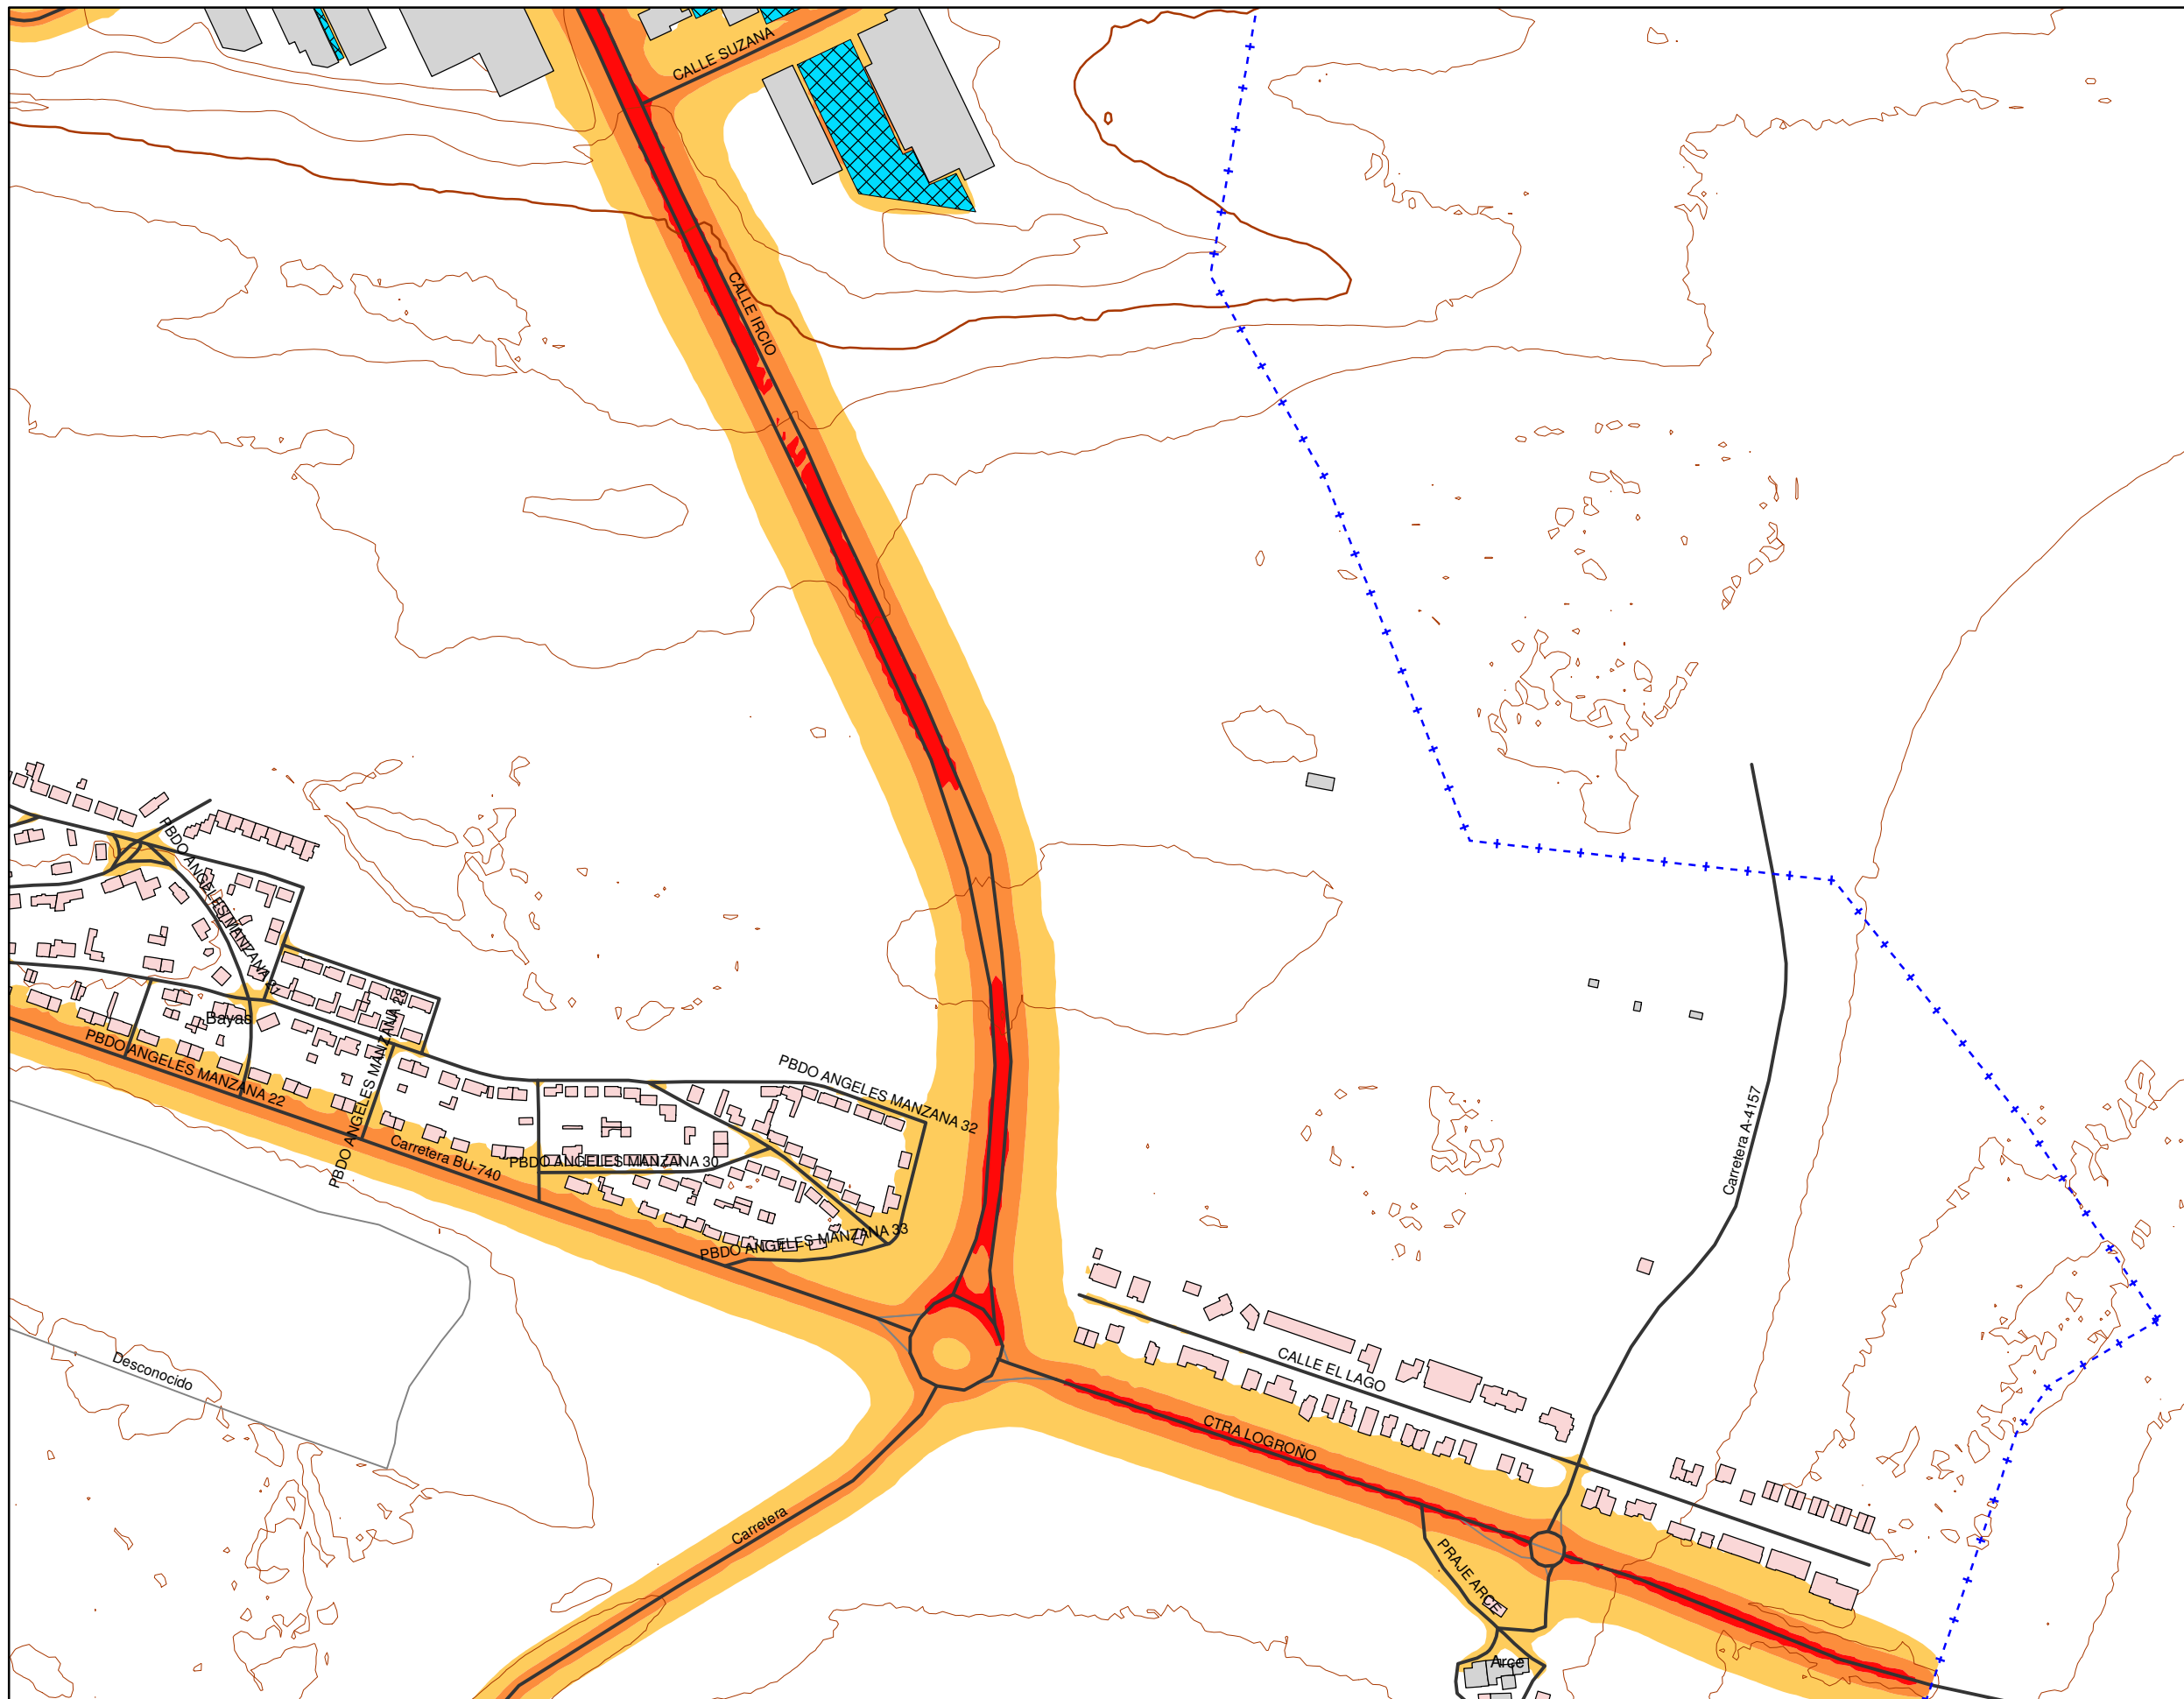 CALLE SUZANA
CALLE IRCIO
PBDO ANGELES MANZANA 27
PBDO ANGELES MANZANA 28
Bayas
PBDO ANGELES MANZANA 22
Carretera BU-740
PBDO ANGELES MANZANA 32
PBDO ANGELES MANZANA 30
PBDO ANGELES MANZANA 33
Carretera A-4157
Desconocido
CALLE EL LAGO
CTRA LOGROÑO
Carretera
PRAJE ARCE
Arce